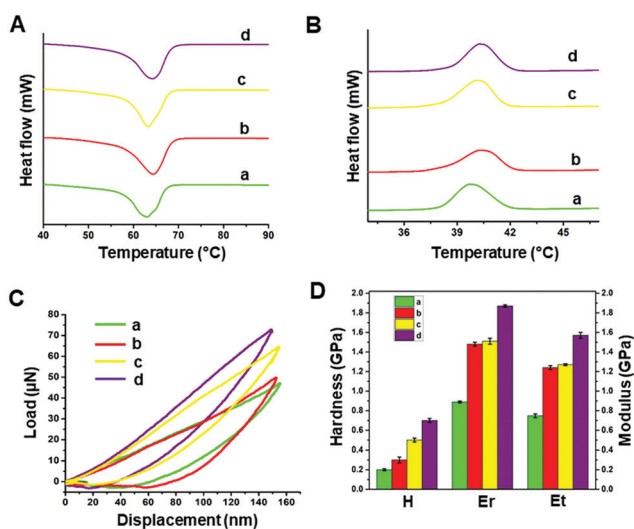 A
d
c
b
a
Heat flow (mW)
40 50 60 70 80 90
Temperature (°C)
B
d
c
b
a
Heat flow (mW)
36 39 42 45
Temperature (°C)
C
a
b
c
d
Load (µN)
80
70
60
50
40
30
20
10
0
0 20 40 60 80 100 120 140 160
Displacement (nm)
D
a
b
c
d
Hardness (GPa)
2.0
1.8
1.6
1.4
1.2
1.0
0.8
0.6
0.4
0.2
0.0
H Er Et
2.0
1.8
1.6
1.4
1.2
1.0
0.8
0.6
0.4
0.2
0.0
Modulus (GPa)